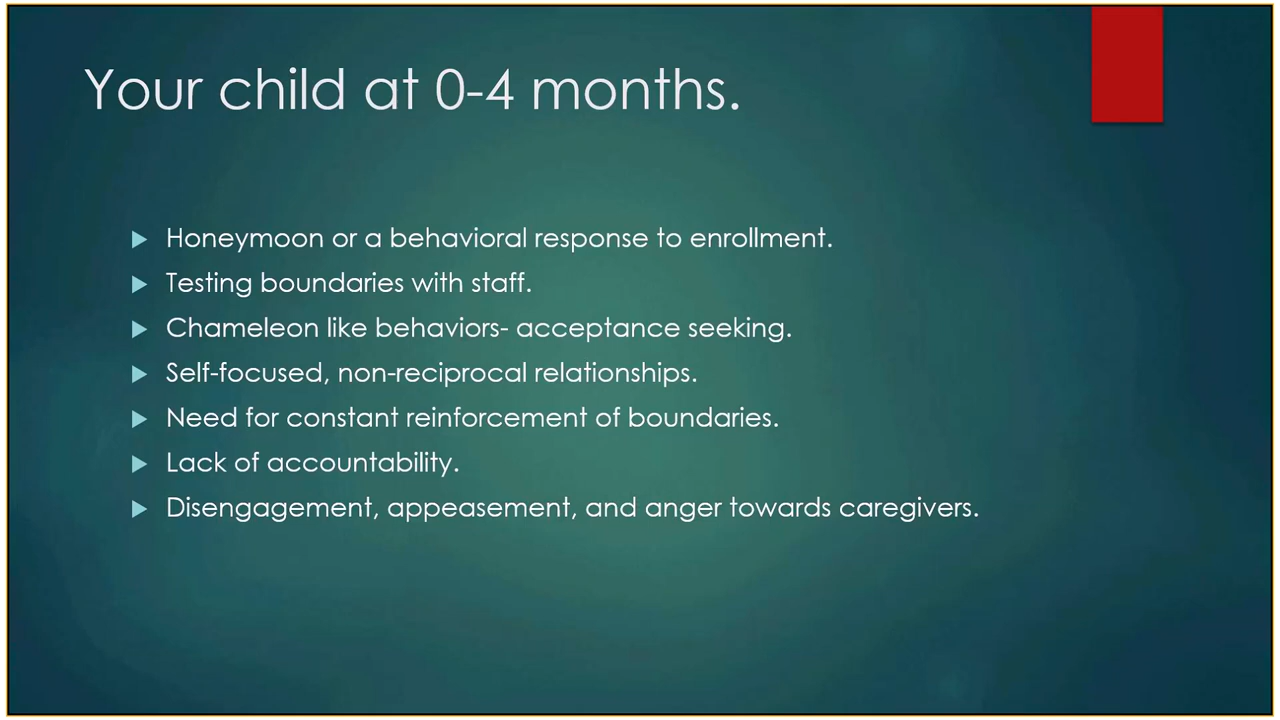 Your child at 0-4 months.
Honeymoon or a behavioral response to enrollment.
Testing boundaries with staff.
Chameleon like behaviors- acceptance seeking.
Self-focused, non-reciprocal relationships.
Need for constant reinforcement of boundaries.
Lack of accountability.
Disengagement, appeasement, and anger towards caregivers.